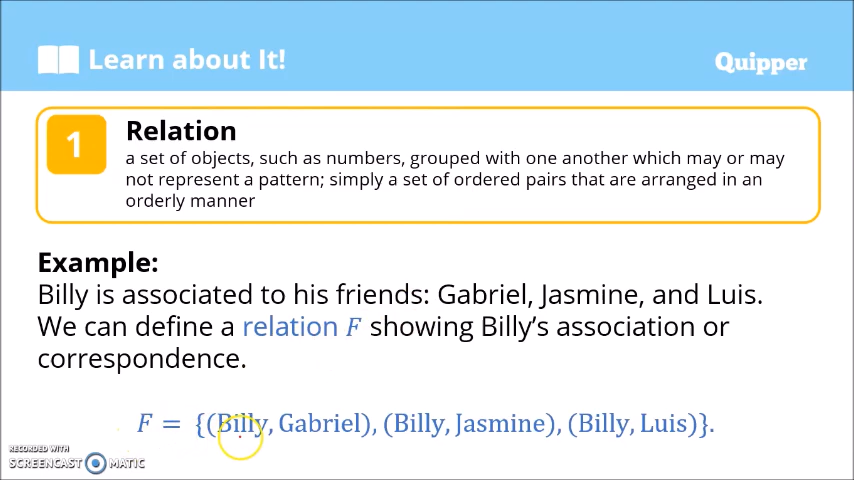 Learn about It!
Quipper
1
Relation
a set of objects, such as numbers, grouped with one another which may or may
not represent a pattern; simply a set of ordered pairs that are arranged in an
orderly manner
Example:
Billy is associated to his friends: Gabriel, Jasmine, and Luis.
We can define a relation F showing Billy’s association or
correspondence.
F = {(Billy, Gabriel), (Billy, Jasmine), (Billy, Luis)}.
RECORDED WITH
SCREENCAST MATIC